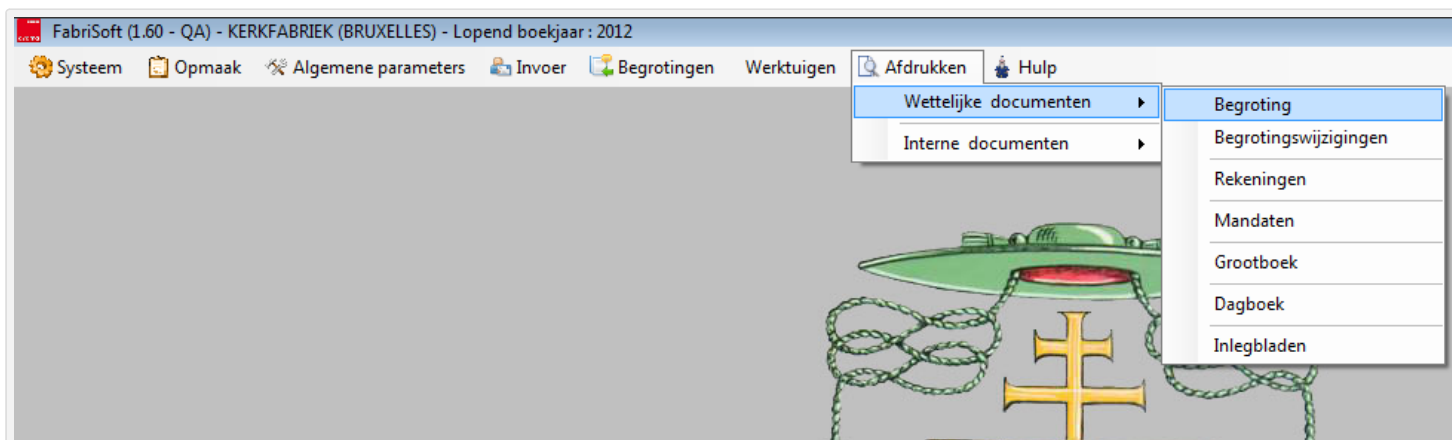 FabriSoft (1.60 - QA) - KERKFABRIEK (BRUXELLES) - Lopend boekjaar : 2012
Systeem Opmaak Algemene parameters Invoer Begrotingen Werktuigen Afdrukken Hulp
Wettelijke documenten
Interne documenten
Begroting
Begrotingswijzigingen
Rekeningen
Mandaten
Grootboek
Dagboek
Inlegbladen